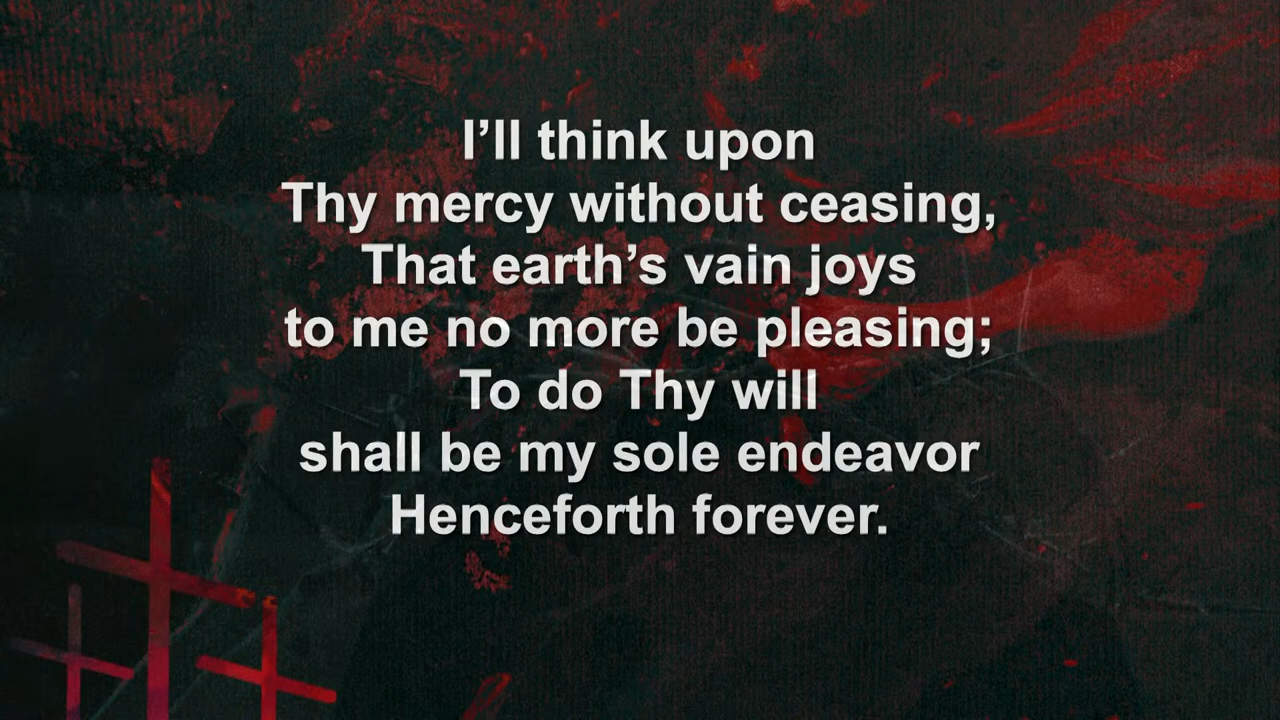 I’ll think upon
Thy mercy without ceasing,
That earth’s vain joys
to me no more be pleasing;
To do Thy will
shall be my sole endeavor
Henceforth forever.